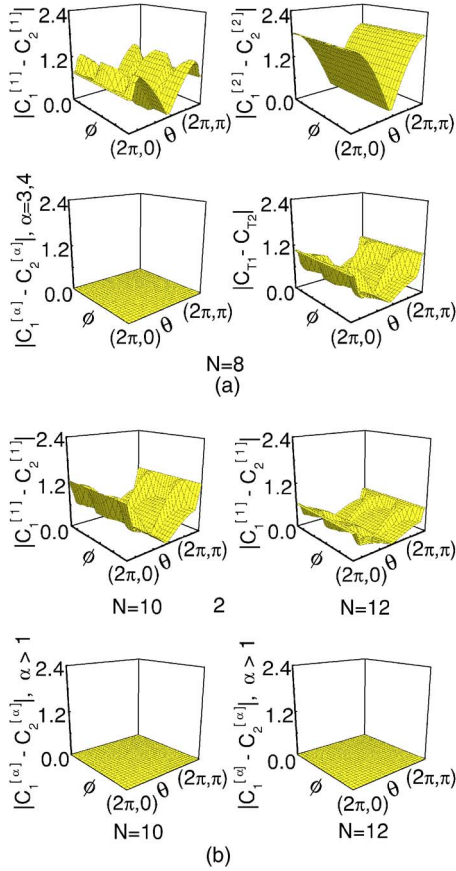 |C₁^[1] - C₂^[1]|
2.4
1.2
0.0
ϕ
θ
(2π,0)
(2π,π)
|C₁^[2] - C₂^[2]|
2.4
1.2
0.0
ϕ
θ
(2π,0)
(2π,π)
|C₁^[α] - C₂^[α]|, α=3,4
2.4
1.2
0.0
ϕ
θ
(2π,0)
(2π,π)
|C_T1 - C_T2|
2.4
1.2
0.0
ϕ
θ
(2π,0)
(2π,π)
N=8
(a)
|C₁^[1] - C₂^[1]|
2.4
1.2
0.0
ϕ
θ
(2π,0)
(2π,π)
N=10
2
|C₁^[1] - C₂^[1]|
2.4
1.2
0.0
ϕ
θ
(2π,0)
(2π,π)
N=12
|C₁^[α] - C₂^[α]|, α > 1
2.4
1.2
0.0
ϕ
θ
(2π,0)
(2π,π)
N=10
|C₁^[α] - C₂^[α]|, α > 1
2.4
1.2
0.0
ϕ
θ
(2π,0)
(2π,π)
N=12
(b)